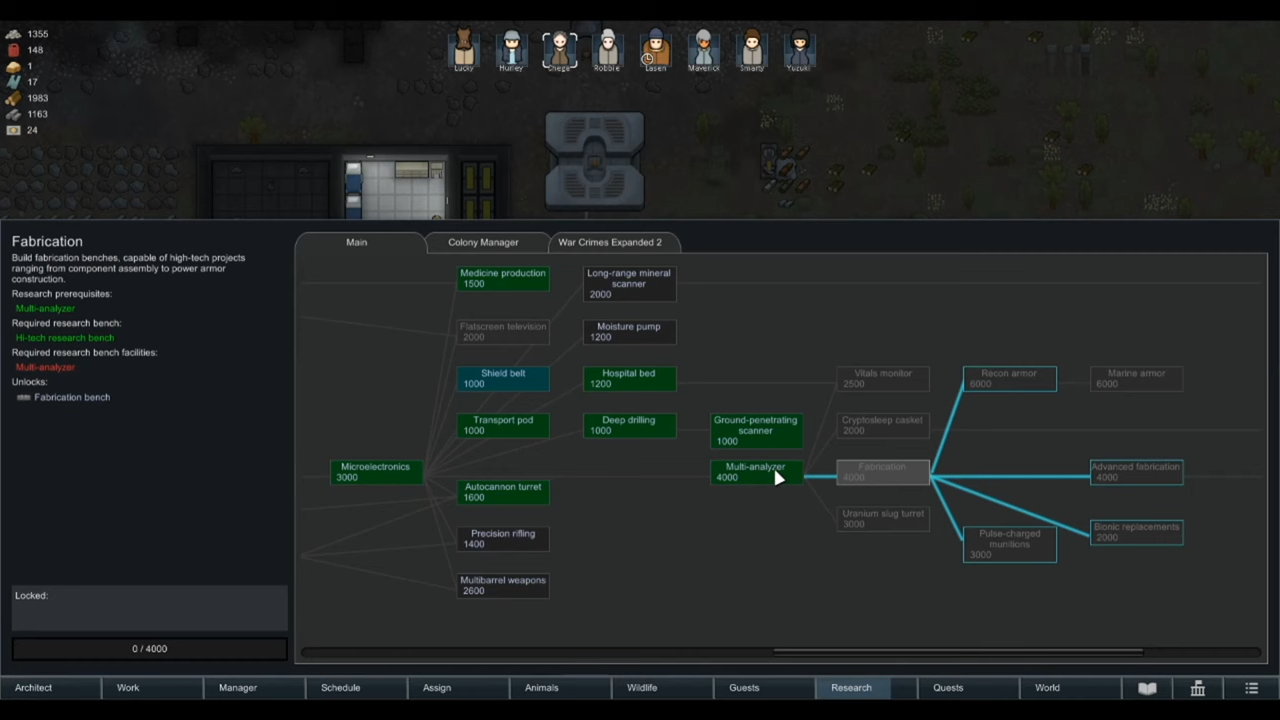 1355
148
1
17
1983
1163
24
Lucky
Hurley
Robbie
Maverick
Smarty
Yuzuki
Fabrication
Build fabrication benches, capable of high-tech projects
ranging from component assembly to power armor
construction.
Research prerequisites:
Multi-analyzer
Required research bench:
Hi-tech research bench
Required research bench facilities:
Multi-analyzer
Unlocks:
Fabrication bench
Locked:
0 / 4000
Main
Colony Manager
War Crimes Expanded 2
Medicine production
1500
Long-range mineral
scanner
2000
Flatscreen television
2000
Moisture pump
1200
Shield belt
1000
Hospital bed
1200
Vitals monitor
2500
Recon armor
6000
Marine armor
6000
Transport pod
1000
Deep drilling
1000
Ground-penetrating
scanner
1000
Cryptosleep casket
2000
Microelectronics
3000
Multi-analyzer
4000
Fabrication
4000
Advanced fabrication
4000
Autocannon turret
1600
Uranium slug turret
3000
Bionic replacements
2000
Precision rifling
1400
Pulse-charged
munitions
3000
Multibarrel weapons
2600
Architect
Work
Manager
Schedule
Assign
Animals
Wildlife
Guests
Research
Quests
World